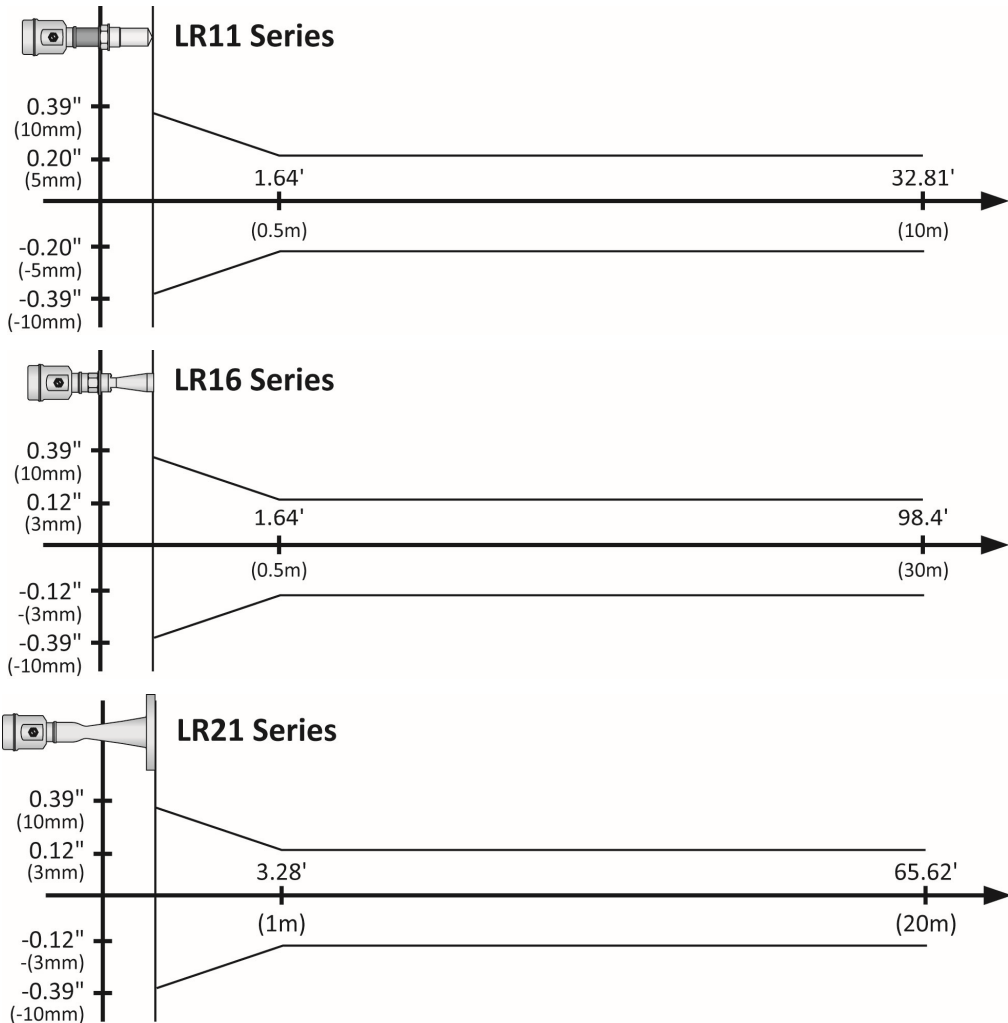 LR11 Series
0.39"
(10mm)
0.20"
(5mm)
1.64'
32.81'
(0.5m)
(10m)
-0.20"
(-5mm)
-0.39"
(-10mm)
LR16 Series
0.39"
(10mm)
0.12"
(3mm)
1.64'
98.4'
(0.5m)
(30m)
-0.12"
-(3mm)
-0.39"
(-10mm)
LR21 Series
0.39"
(10mm)
0.12"
(3mm)
3.28'
65.62'
(1m)
(20m)
-0.12"
-(3mm)
-0.39"
(-10mm)